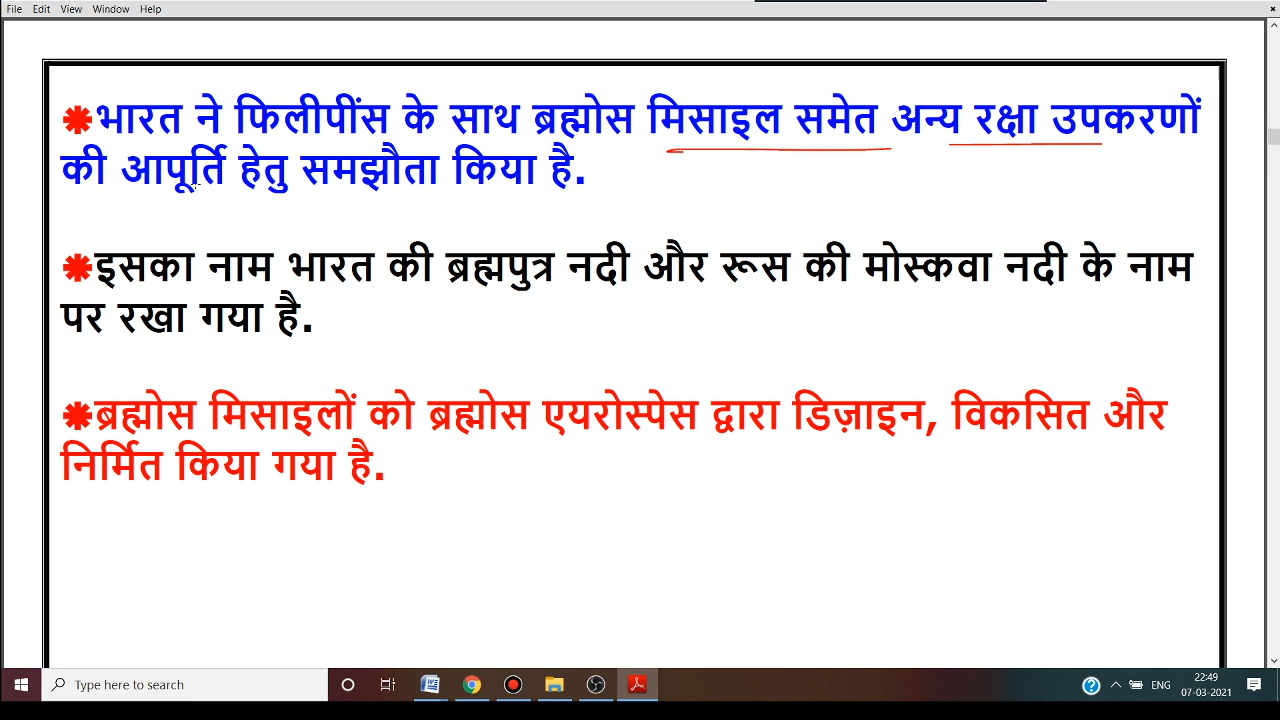 File Edit View Window Help
भारत ने फिलीपींस के साथ ब्रह्मोस मिसाइल समेत अन्य रक्षा उपकरणों
की आपूर्ति हेतु समझौता किया है.
इसका नाम भारत की ब्रह्मपुत्र नदी और रूस की मोस्कवा नदी के नाम
पर रखा गया है.
ब्रह्मोस मिसाइलों को ब्रह्मोस एयरोस्पेस द्वारा डिज़ाइन, विकसित और
निर्मित किया गया है.
Type here to search
ENG
22:49
07-03-2021